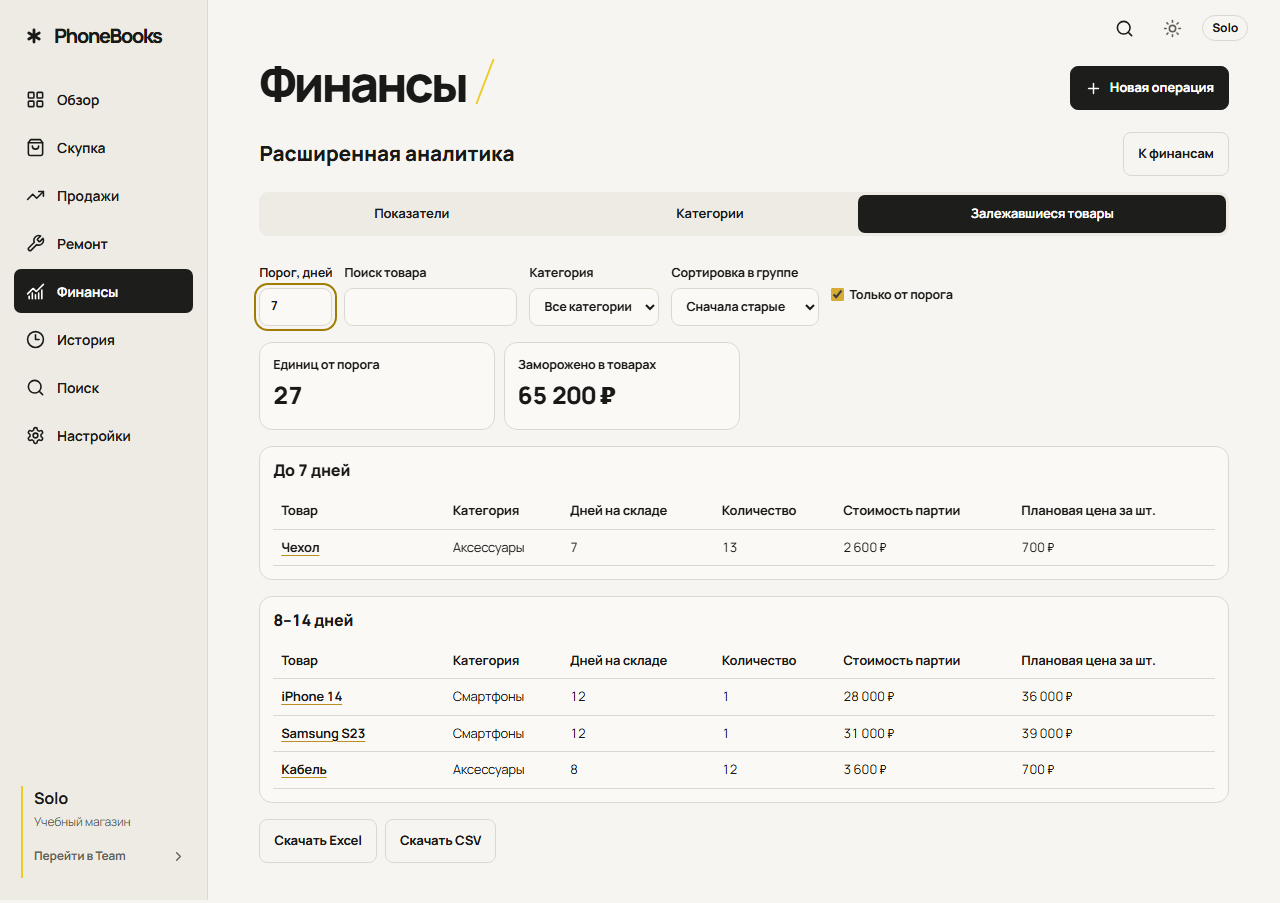 PhoneBooks
Обзор
Скупка
Продажи
Ремонт
Финансы
История
Поиск
Настройки
Solo
Учебный магазин
Перейти в Team
Solo
Финансы /
Новая операция
Расширенная аналитика
К финансам
Показатели Категории Залежавшиеся товары
Порог, дней Поиск товара Категория Сортировка в группе
7 Все категории Сначала старые Только от порога
Единиц от порога Заморожено в товарах
27 65 200 ₽
До 7 дней
Товар Категория Дней на складе Количество Стоимость партии Плановая цена за шт.
Чехол Аксессуары 7 13 2 600 ₽ 700 ₽
8–14 дней
Товар Категория Дней на складе Количество Стоимость партии Плановая цена за шт.
iPhone 14 Смартфоны 12 1 28 000 ₽ 36 000 ₽
Samsung S23 Смартфоны 12 1 31 000 ₽ 39 000 ₽
Кабель Аксессуары 8 12 3 600 ₽ 700 ₽
Скачать Excel Скачать CSV